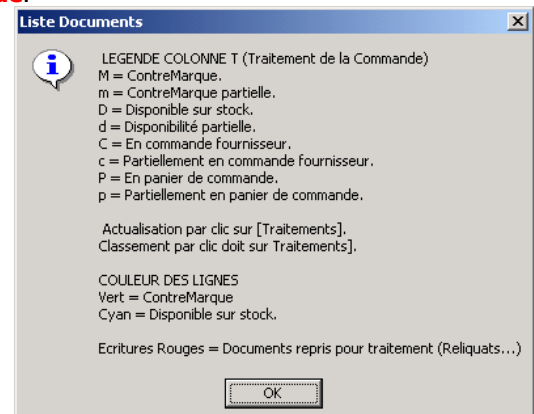 Liste Documents
LEGENDE COLONNE T (Traitement de la Commande)
M = ContreMarque.
m = ContreMarque partielle.
D = Disponible sur stock.
d = Disponibilité partielle.
C = En commande fournisseur.
c = Partiellement en commande fournisseur.
P = En panier de commande.
p = Partiellement en panier de commande.
Actualisation par clic sur [Traitements].
Classement par clic doit sur Traitements].
COULEUR DES LIGNES
Vert = ContreMarque
Cyan = Disponible sur stock.
Ecritures Rouges = Documents repris pour traitement (Reliquats...)
OK